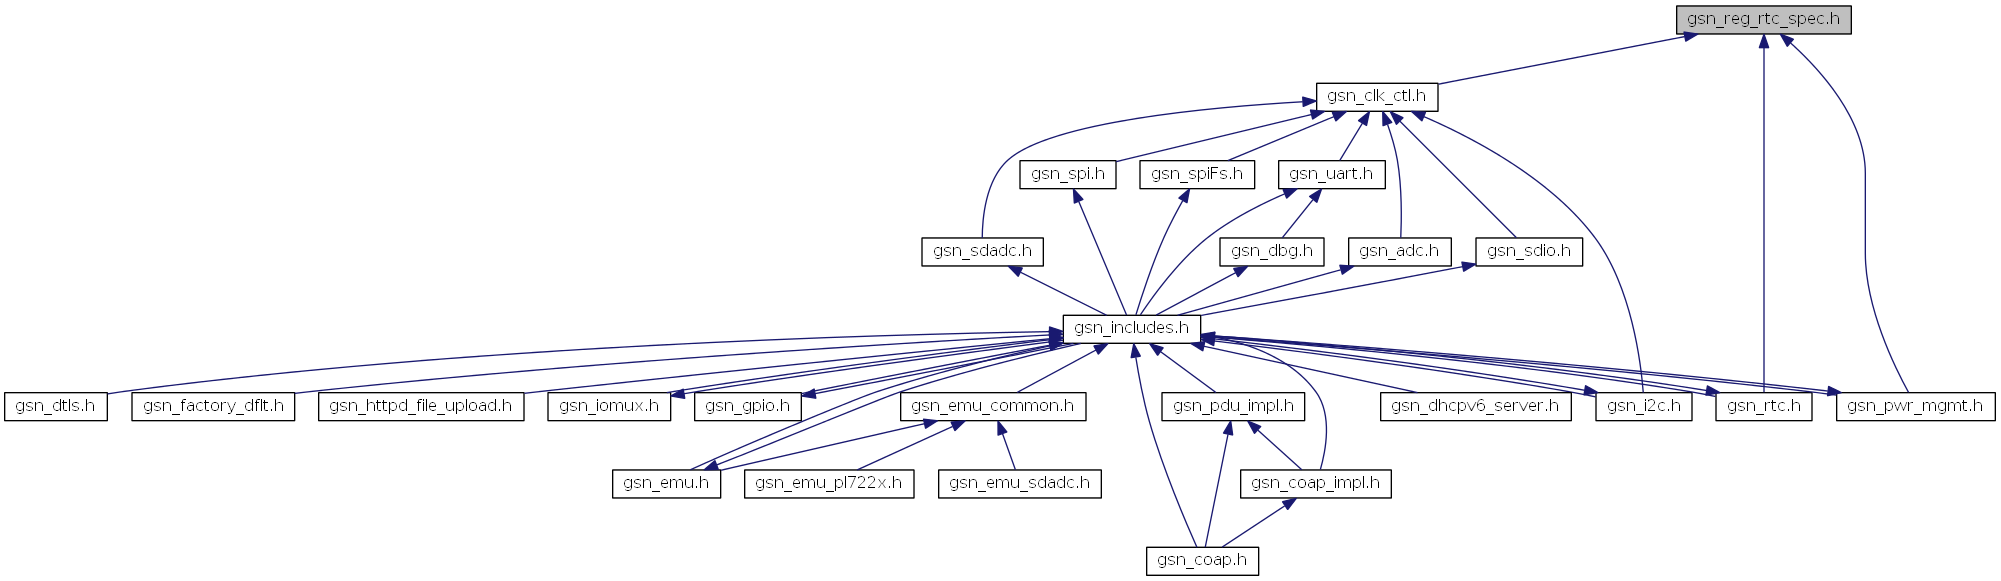 gsn_reg_rtc_spec.h
gsn_clk_ctl.h
gsn_spi.h
gsn_spiFs.h
gsn_uart.h
gsn_sdadc.h
gsn_dbg.h
gsn_adc.h
gsn_sdio.h
gsn_includes.h
gsn_dtls.h
gsn_factory_dflt.h
gsn_httpd_file_upload.h
gsn_iomux.h
gsn_gpio.h
gsn_emu_common.h
gsn_pdu_impl.h
gsn_dhcpv6_server.h
gsn_i2c.h
gsn_rtc.h
gsn_pwr_mgmt.h
gsn_emu.h
gsn_emu_pl722x.h
gsn_emu_sdadc.h
gsn_coap_impl.h
gsn_coap.h